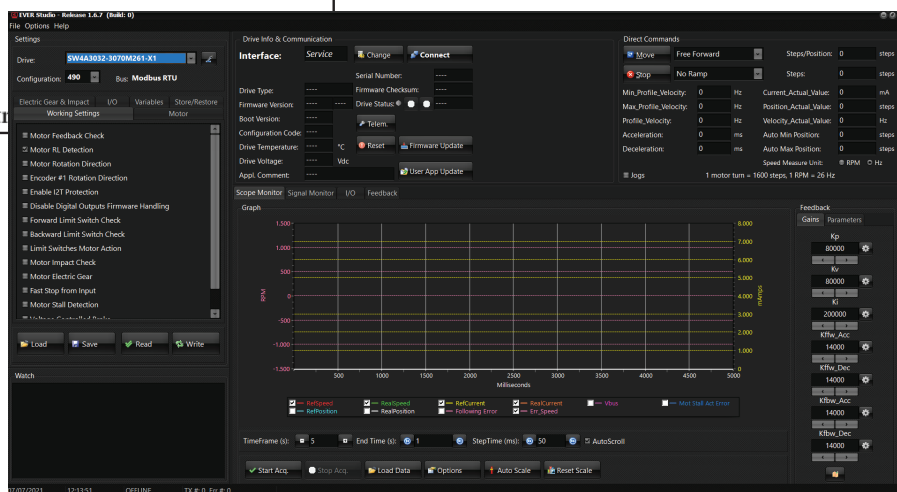 EVER Studio - Release 1.6.7 (Build: 0)
File Options Help
Settings
Drive: SW4A3032-3070M261-X1
Configuration: 490 Bus: Modbus RTU
Electric Gear & Impact I/O Variables Store/Restore
Working Settings Motor
Motor Feedback Check
Motor RL Detection
Motor Rotation Direction
Encoder #1 Rotation Direction
Enable I2T Protection
Disable Digital Outputs Firmware Handling
Forward Limit Switch Check
Backward Limit Switch Check
Limit Switches Motor Action
Motor Impact Check
Motor Electric Gear
Fast Stop from Input
Motor Stall Detection
Load Save Read Write
Watch
Drive Info & Communication
Interface: Service Change Connect
Serial Number: ----
Drive Type: ---- Firmware Checksum: ----
Firmware Version: ---- ---- Drive Status: ----
Boot Version: ---- Telem.
Configuration Code: ----
Drive Temperature: ---- °C Reset Firmware Update
Drive Voltage: ---- Vdc
Appl. Comment: ---- User App Update
Direct Commands
Move Free Forward Steps/Position: 0 steps
Stop No Ramp Steps: 0 steps
Min_Profile_Velocity: 0 Hz Current_Actual_Value: 0 mA
Max_Profile_Velocity: 0 Hz Position_Actual_Value: 0 steps
Profile_Velocity: 0 Hz Velocity_Actual_Value: 0 Hz
Acceleration: 0 ms Auto Min Position: 0 steps
Deceleration: 0 ms Auto Max Position: 0 steps
Speed Measure Unit: RPM Hz
Jogs 1 motor turn = 1600 steps, 1 RPM = 26 Hz
Scope Monitor Signal Monitor I/O Feedback
Graph
1.500 8.000
7.000
1.000 6.000
500 5.000
RPM 0 4.000 mAmps
-500 3.000
2.000
-1.000 1.000
-1.500 0
500 1000 1500 2000 2500 3000 3500 4000 4500 5000
Milliseconds
RefSpeed RealSpeed RefCurrent RealCurrent Vbus Mot Stall Act Error
RefPosition RealPosition Following Error Err_Speed
TimeFrame (s): 5 End Time (s): 1 StepTime (ms): 50 AutoScroll
Start Acq. Stop Acq. Load Data Options Auto Scale Reset Scale
Feedback
Gains Parameters
Kp
80000
Kv
80000
Ki
200000
Kffw_Acc
14000
Kffw_Dec
14000
Kfbw_Acc
14000
Kfbw_Dec
14000
07/07/2021 12:13:51 OFFLINE TX #: 0, Err #: 0